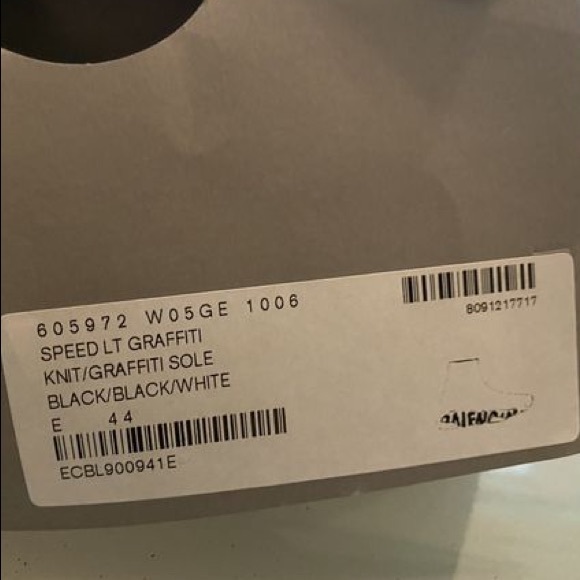 605972 W05GE 1006
8091217717
SPEED LT GRAFFITI
KNIT/GRAFFITI SOLE
BLACK/BLACK/WHITE
E 44
ECBL900941E